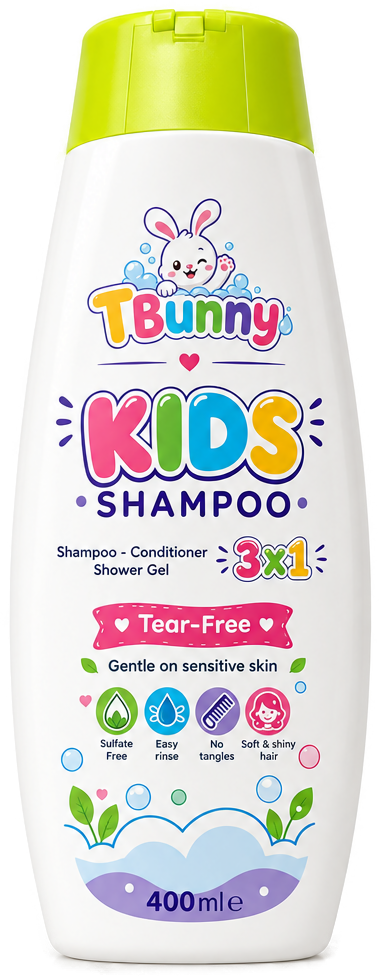 TBunny
KIDS
SHAMPOO
Shampoo - Conditioner
Shower Gel
3x1
Tear-Free
Gentle on sensitive skin
Sulfate
Free
Easy
rinse
No
tangles
Soft & shiny
hair
400mle